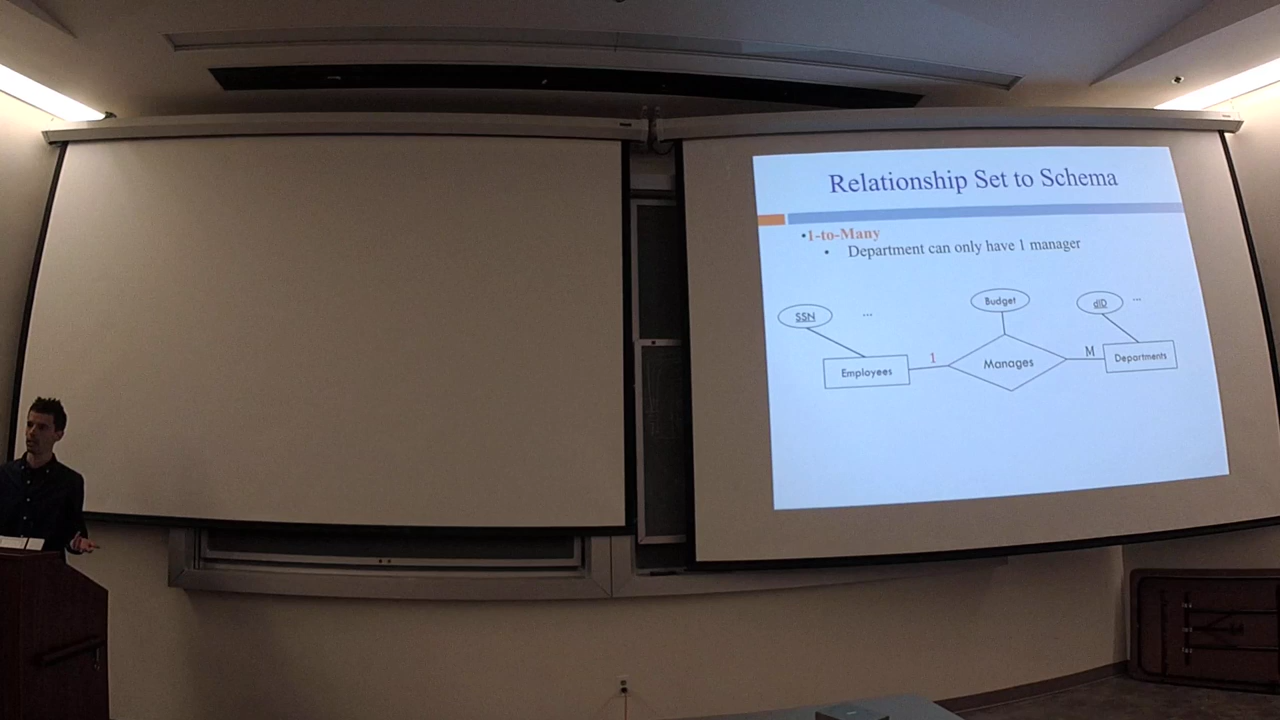 Relationship Set to Schema
•1-to-Many
• Department can only have 1 manager
SSN
...
Budget
dID
...
Employees
1
Manages
M
Departments